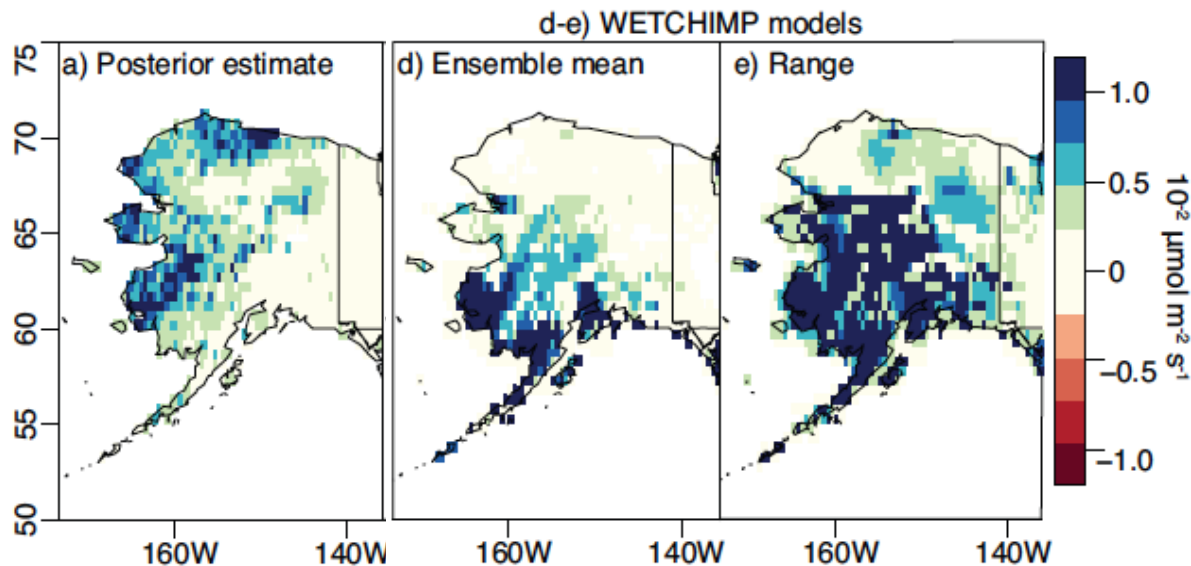 d-e) WETCHIMP models
a) Posterior estimate
d) Ensemble mean
e) Range
75
70
65
60
55
50
160W
140W
160W
140W
160W
140W
1.0
0.5
0
−0.5
−1.0
10⁻² μmol m⁻² s⁻¹